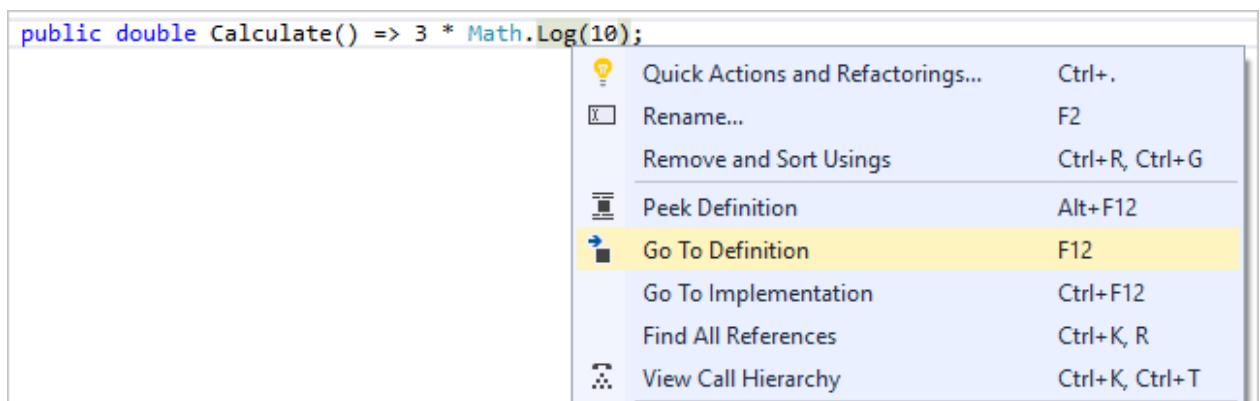 public double Calculate() => 3 * Math.Log(10);
Quick Actions and Refactorings... Ctrl+.
Rename... F2
Remove and Sort Usings Ctrl+R, Ctrl+G
Peek Definition Alt+F12
Go To Definition F12
Go To Implementation Ctrl+F12
Find All References Ctrl+K, R
View Call Hierarchy Ctrl+K, Ctrl+T